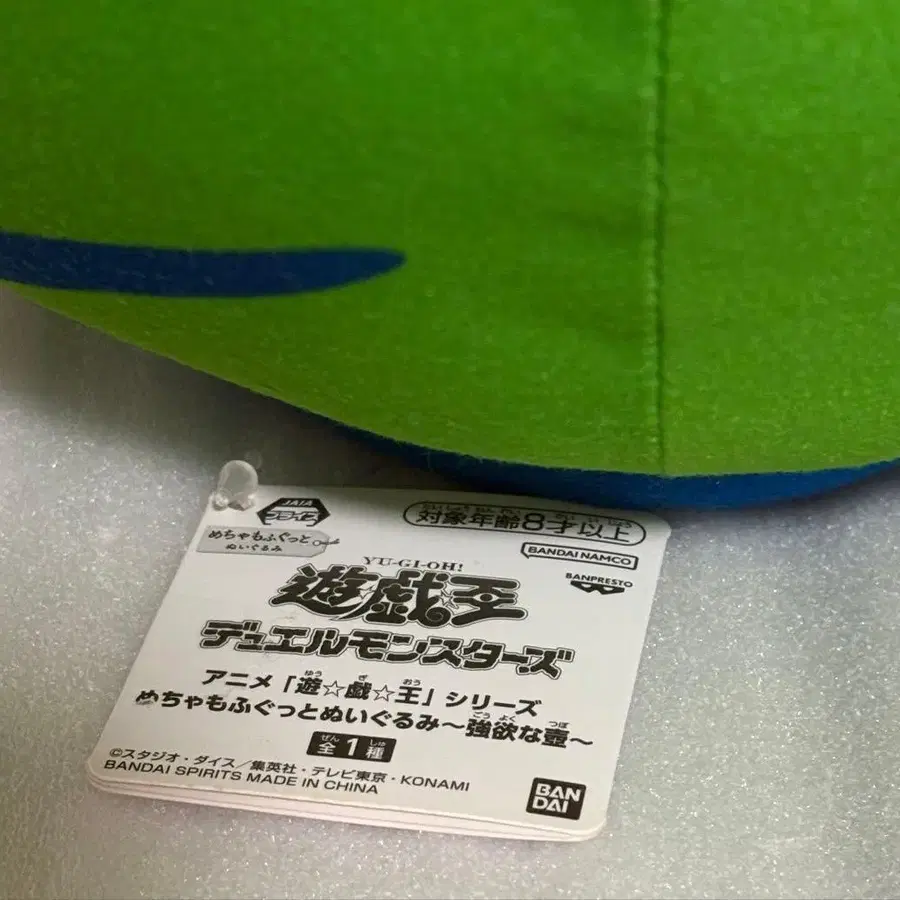 JAIA
プライズ
対象年齢8才以上
めちゃもふぐっと
ぬいぐるみ
BANDAI NAMCO
YU-GI-OH!
BANPRESTO
遊☆戯☆王
デュエルモンスターズ
アニメ「遊☆戯☆王」シリーズ
めちゃもふぐっとぬいぐるみ〜強欲な壺〜
全1種
©スタジオ・ダイス／集英社・テレビ東京・KONAMI
BANDAI SPIRITS MADE IN CHINA
BAN
DAI